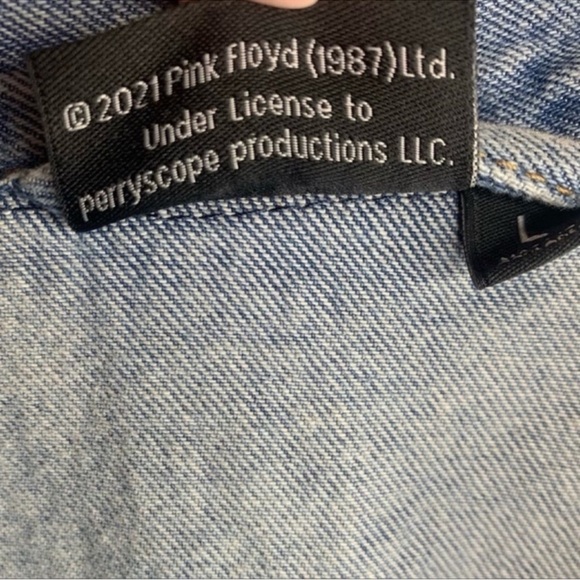 © 2021 Pink Floyd (1987) Ltd.
Under License to
perryscope productions LLC.
L